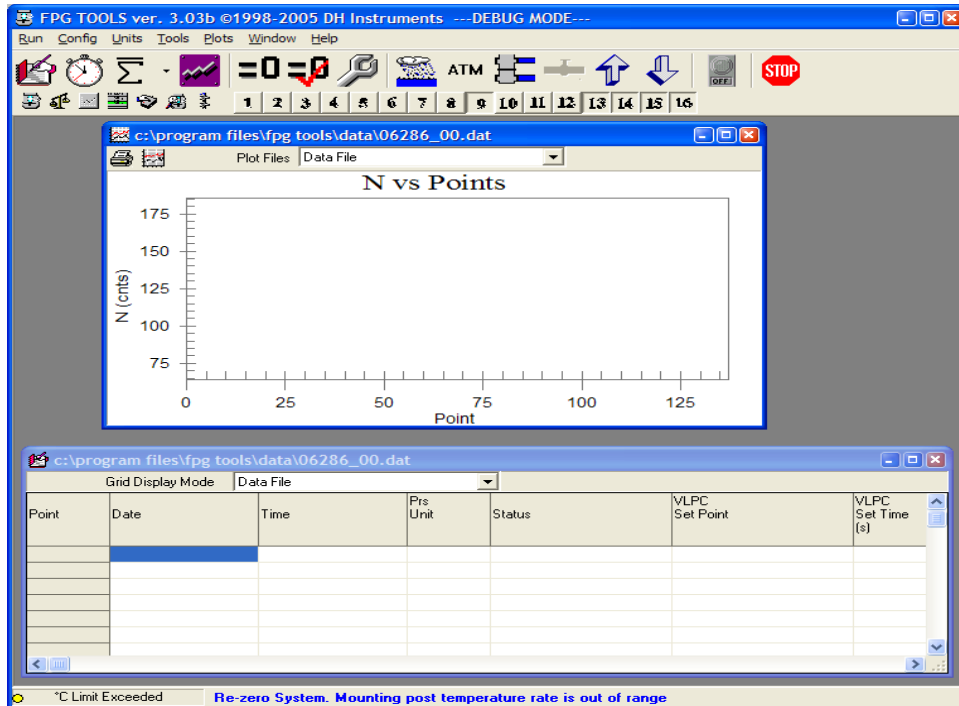 FPG TOOLS ver. 3.03b ©1998-2005 DH Instruments ---DEBUG MODE---
Run Config Units Tools Plots Window Help
=0 =0 ATM OFF STOP
1 2 3 4 5 6 7 8 9 10 11 12 13 14 15 16
c:\program files\fpg tools\data\06286_00.dat
Plot Files Data File
N vs Points
175
150
125
100
75
N (cnts)
0 25 50 75 100 125
Point
c:\program files\fpg tools\data\06286_00.dat
Grid Display Mode Data File
Point Date Time Prs Unit Status VLPC Set Point VLPC Set Time (s)
°C Limit Exceeded Re-zero System. Mounting post temperature rate is out of range